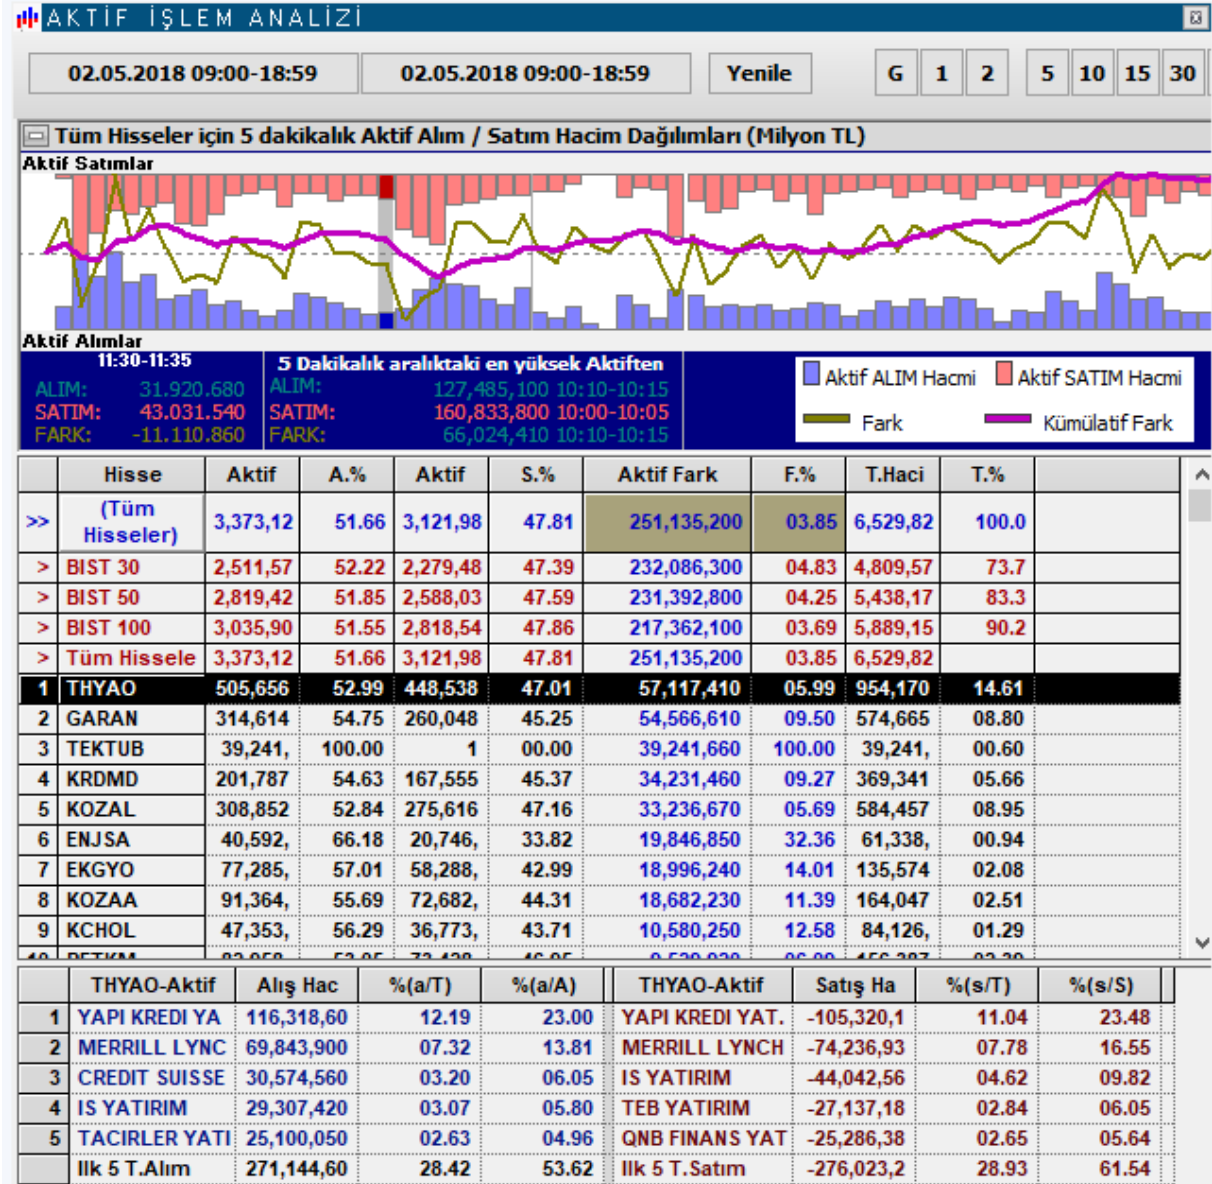 AKTİF İŞLEM ANALİZİ
02.05.2018 09:00-18:59 02.05.2018 09:00-18:59 Yenile G 1 2 5 10 15 30
Tüm Hisseler için 5 dakikalık Aktif Alım / Satım Hacim Dağılımları (Milyon TL)
Aktif Satımlar
Aktif Alımlar
11:30-11:35
ALIM: 31.920.680
SATIM: 43.031.540
FARK: -11.110.860
5 Dakikalık aralıktaki en yüksek Aktiften
ALIM: 127,485,100 10:10-10:15
SATIM: 160,833,800 10:00-10:05
FARK: 66,024,410 10:10-10:15
Aktif ALIM Hacmi Aktif SATIM Hacmi
Fark Kümülatif Fark
Hisse Aktif A.% Aktif S.% Aktif Fark F.% T.Haci T.%
>> (Tüm Hisseler) 3,373,12 51.66 3,121,98 47.81 251,135,200 03.85 6,529,82 100.0
> BIST 30 2,511,57 52.22 2,279,48 47.39 232,086,300 04.83 4,809,57 73.7
> BIST 50 2,819,42 51.85 2,588,03 47.59 231,392,800 04.25 5,438,17 83.3
> BIST 100 3,035,90 51.55 2,818,54 47.86 217,362,100 03.69 5,889,15 90.2
> Tüm Hissele 3,373,12 51.66 3,121,98 47.81 251,135,200 03.85 6,529,82
1 THYAO 505,656 52.99 448,538 47.01 57,117,410 05.99 954,170 14.61
2 GARAN 314,614 54.75 260,048 45.25 54,566,610 09.50 574,665 08.80
3 TEKTUB 39,241, 100.00 1 00.00 39,241,660 100.00 39,241, 00.60
4 KRDMD 201,787 54.63 167,555 45.37 34,231,460 09.27 369,341 05.66
5 KOZAL 308,852 52.84 275,616 47.16 33,236,670 05.69 584,457 08.95
6 ENJSA 40,592, 66.18 20,746, 33.82 19,846,850 32.36 61,338, 00.94
7 EKGYO 77,285, 57.01 58,288, 42.99 18,996,240 14.01 135,574 02.08
8 KOZAA 91,364, 55.69 72,682, 44.31 18,682,230 11.39 164,047 02.51
9 KCHOL 47,353, 56.29 36,773, 43.71 10,580,250 12.58 84,126, 01.29
THYAO-Aktif Alış Hac %(a/T) %(a/A) THYAO-Aktif Satış Ha %(s/T) %(s/S)
1 YAPI KREDI YA 116,318,60 12.19 23.00 YAPI KREDI YAT. -105,320,1 11.04 23.48
2 MERRILL LYNC 69,843,900 07.32 13.81 MERRILL LYNCH -74,236,93 07.78 16.55
3 CREDIT SUISSE 30,574,560 03.20 06.05 IS YATIRIM -44,042,56 04.62 09.82
4 IS YATIRIM 29,307,420 03.07 05.80 TEB YATIRIM -27,137,18 02.84 06.05
5 TACIRLER YATI 25,100,050 02.63 04.96 QNB FINANS YAT -25,286,38 02.65 05.64
Ilk 5 T.Alım 271,144,60 28.42 53.62 Ilk 5 T.Satım -276,023,2 28.93 61.54